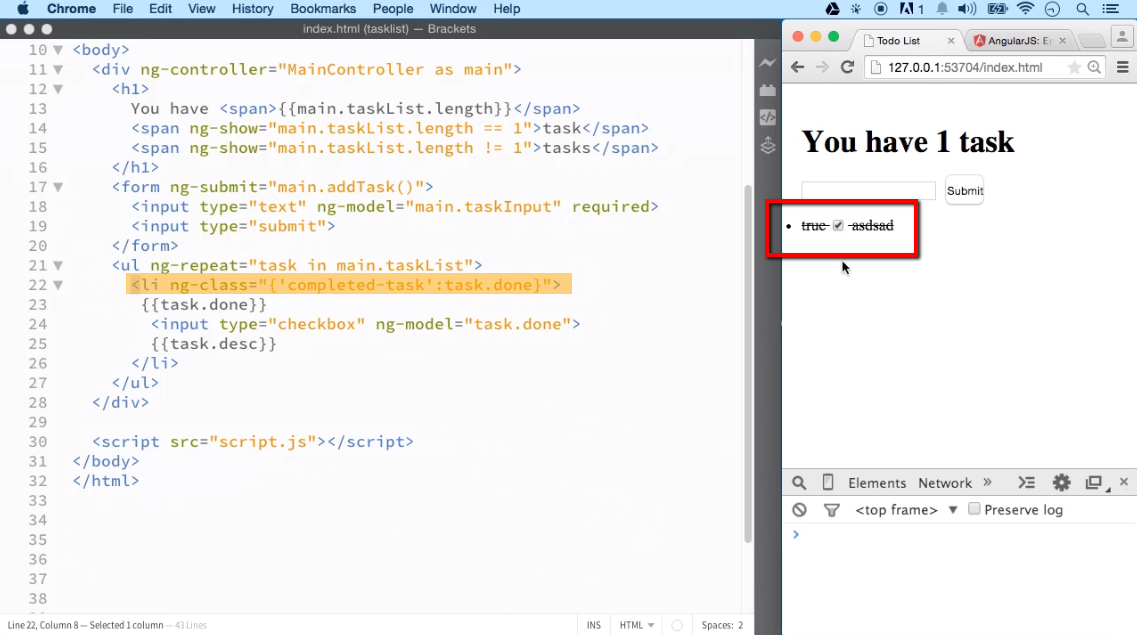 Chrome File Edit View History Bookmarks People Window Help
1
index.html (tasklist) — Brackets
10 <body>
11 <div ng-controller="MainController as main">
12 <h1>
13 You have <span>{{main.taskList.length}}</span>
14 <span ng-show="main.taskList.length == 1">task</span>
15 <span ng-show="main.taskList.length != 1">tasks</span>
16 </h1>
17 <form ng-submit="main.addTask()">
18 <input type="text" ng-model="main.taskInput" required>
19 <input type="submit">
20 </form>
21 <ul ng-repeat="task in main.taskList">
22 <li ng-class="{'completed-task':task.done}">
23 {{task.done}}
24 <input type="checkbox" ng-model="task.done">
25 {{task.desc}}
26 </li>
27 </ul>
28 </div>
29
30 <script src="script.js"></script>
31 </body>
32 </html>
33
34
35
36
37
38
Line 22, Column 8 — Selected 1 column — 43 Lines
INS HTML Spaces: 2
Todo List
AngularJS: Er
127.0.0.1:53704/index.html
You have 1 task
Submit
true asdsad
Elements Network »
<top frame> Preserve log